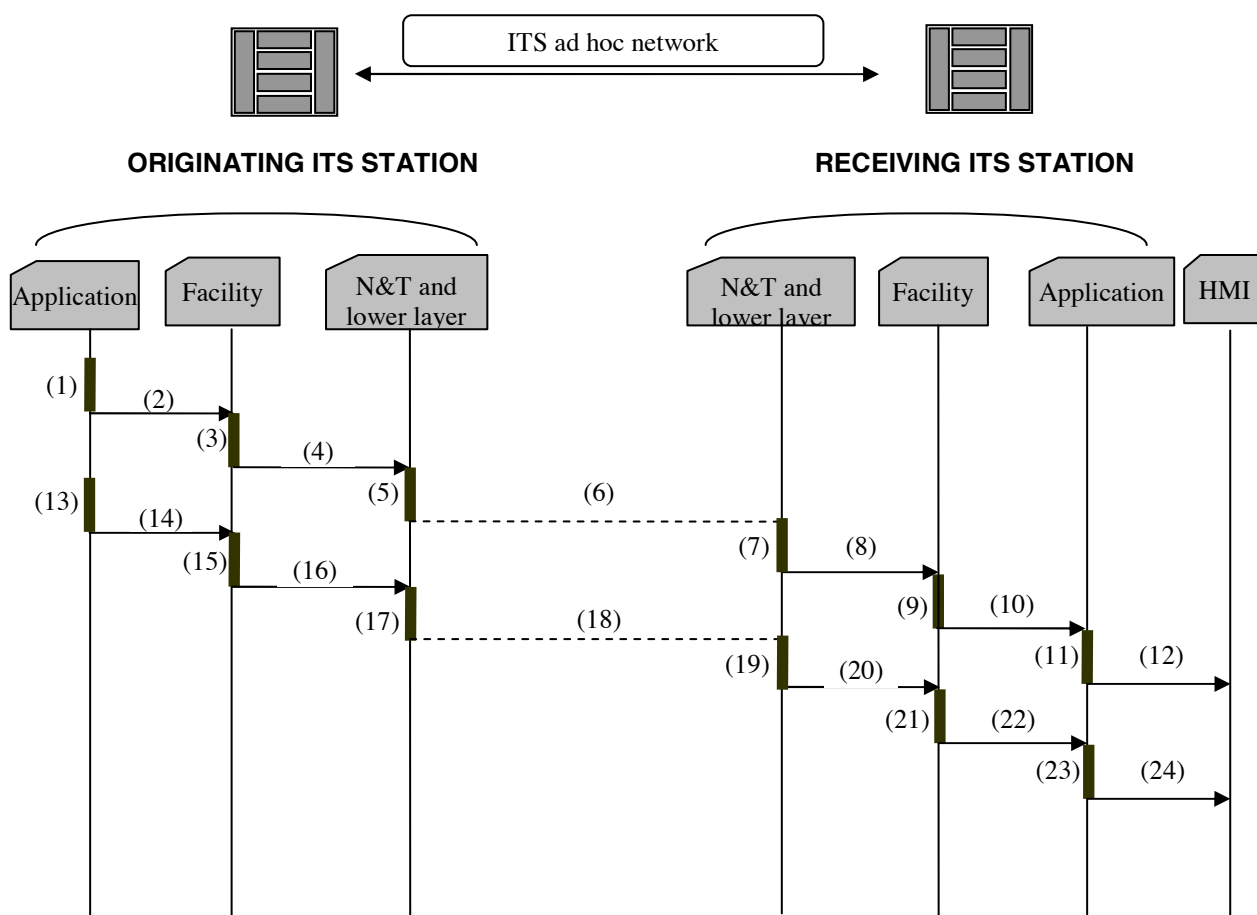 ITS ad hoc network
ORIGINATING ITS STATION
RECEIVING ITS STATION
Application
Facility
N&T and
lower layer
N&T and
lower layer
Facility
Application
HMI
(1)
(2)
(3)
(4)
(5)
(6)
(7)
(8)
(9)
(10)
(11)
(12)
(13)
(14)
(15)
(16)
(17)
(18)
(19)
(20)
(21)
(22)
(23)
(24)